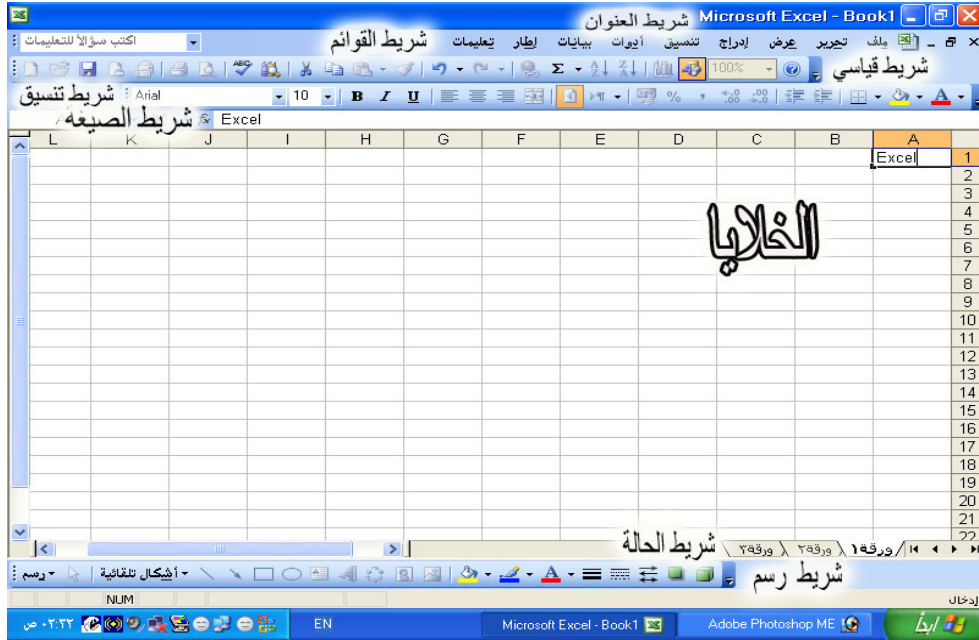 شريط العنوان Microsoft Excel - Book1
ملف تحرير عرض إدراج تنسيق أدوات بيانات إطار تعليمات شريط القوائم اكتب سؤالاً للتعليمات
شريط قياسي 100%
شريط تنسيق Arial 10 B I U
شريط الصيغة fx Excel
L K J I H G F E D C B A
Excel 1
2
3
الخلايا
4
5
6
7
8
9
10
11
12
13
14
15
16
17
18
19
20
21
22
ورقة١ ورقة٢ ورقة٣ شريط الحالة
رسم أشكال تلقائية شريط رسم
إدخال NUM
ابدأ Adobe Photoshop ME Microsoft Excel - Book1 EN ٠٢:٢٢ ص